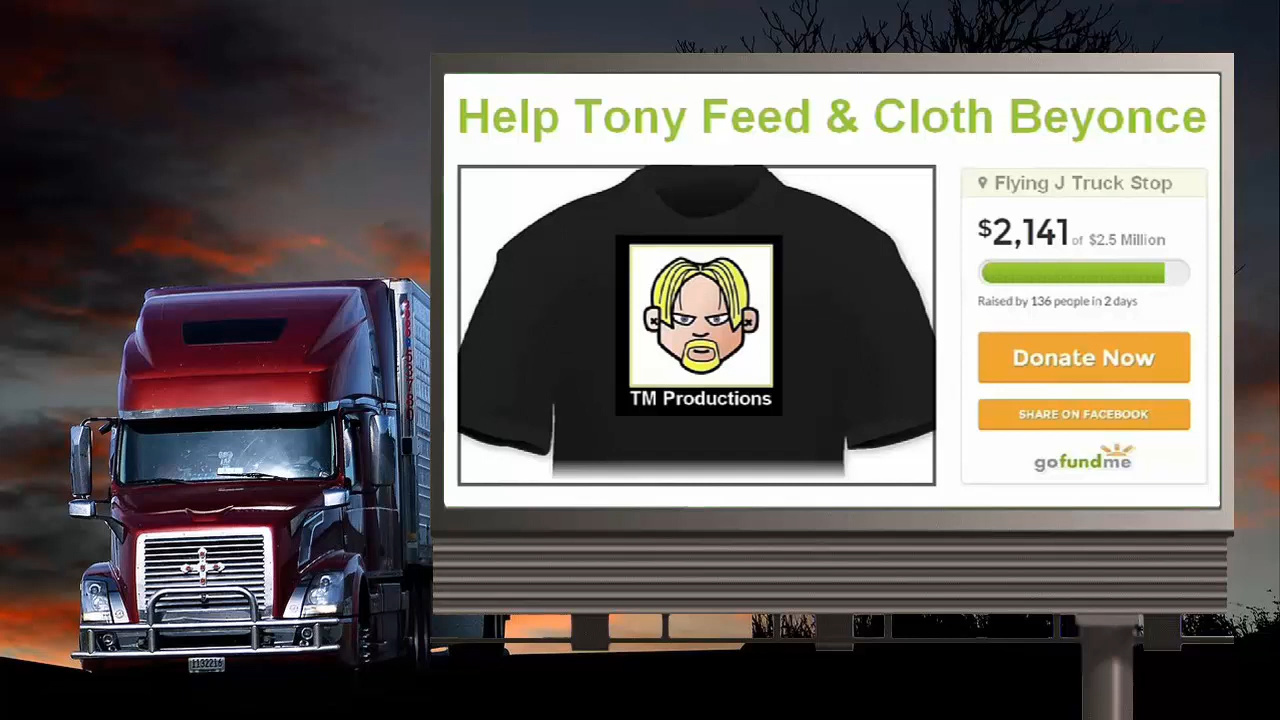 Help Tony Feed & Cloth Beyonce
Flying J Truck Stop
$2,141 of $2.5 Million
Raised by 136 people in 2 days
Donate Now
SHARE ON FACEBOOK
gofundme
TM Productions
1132216